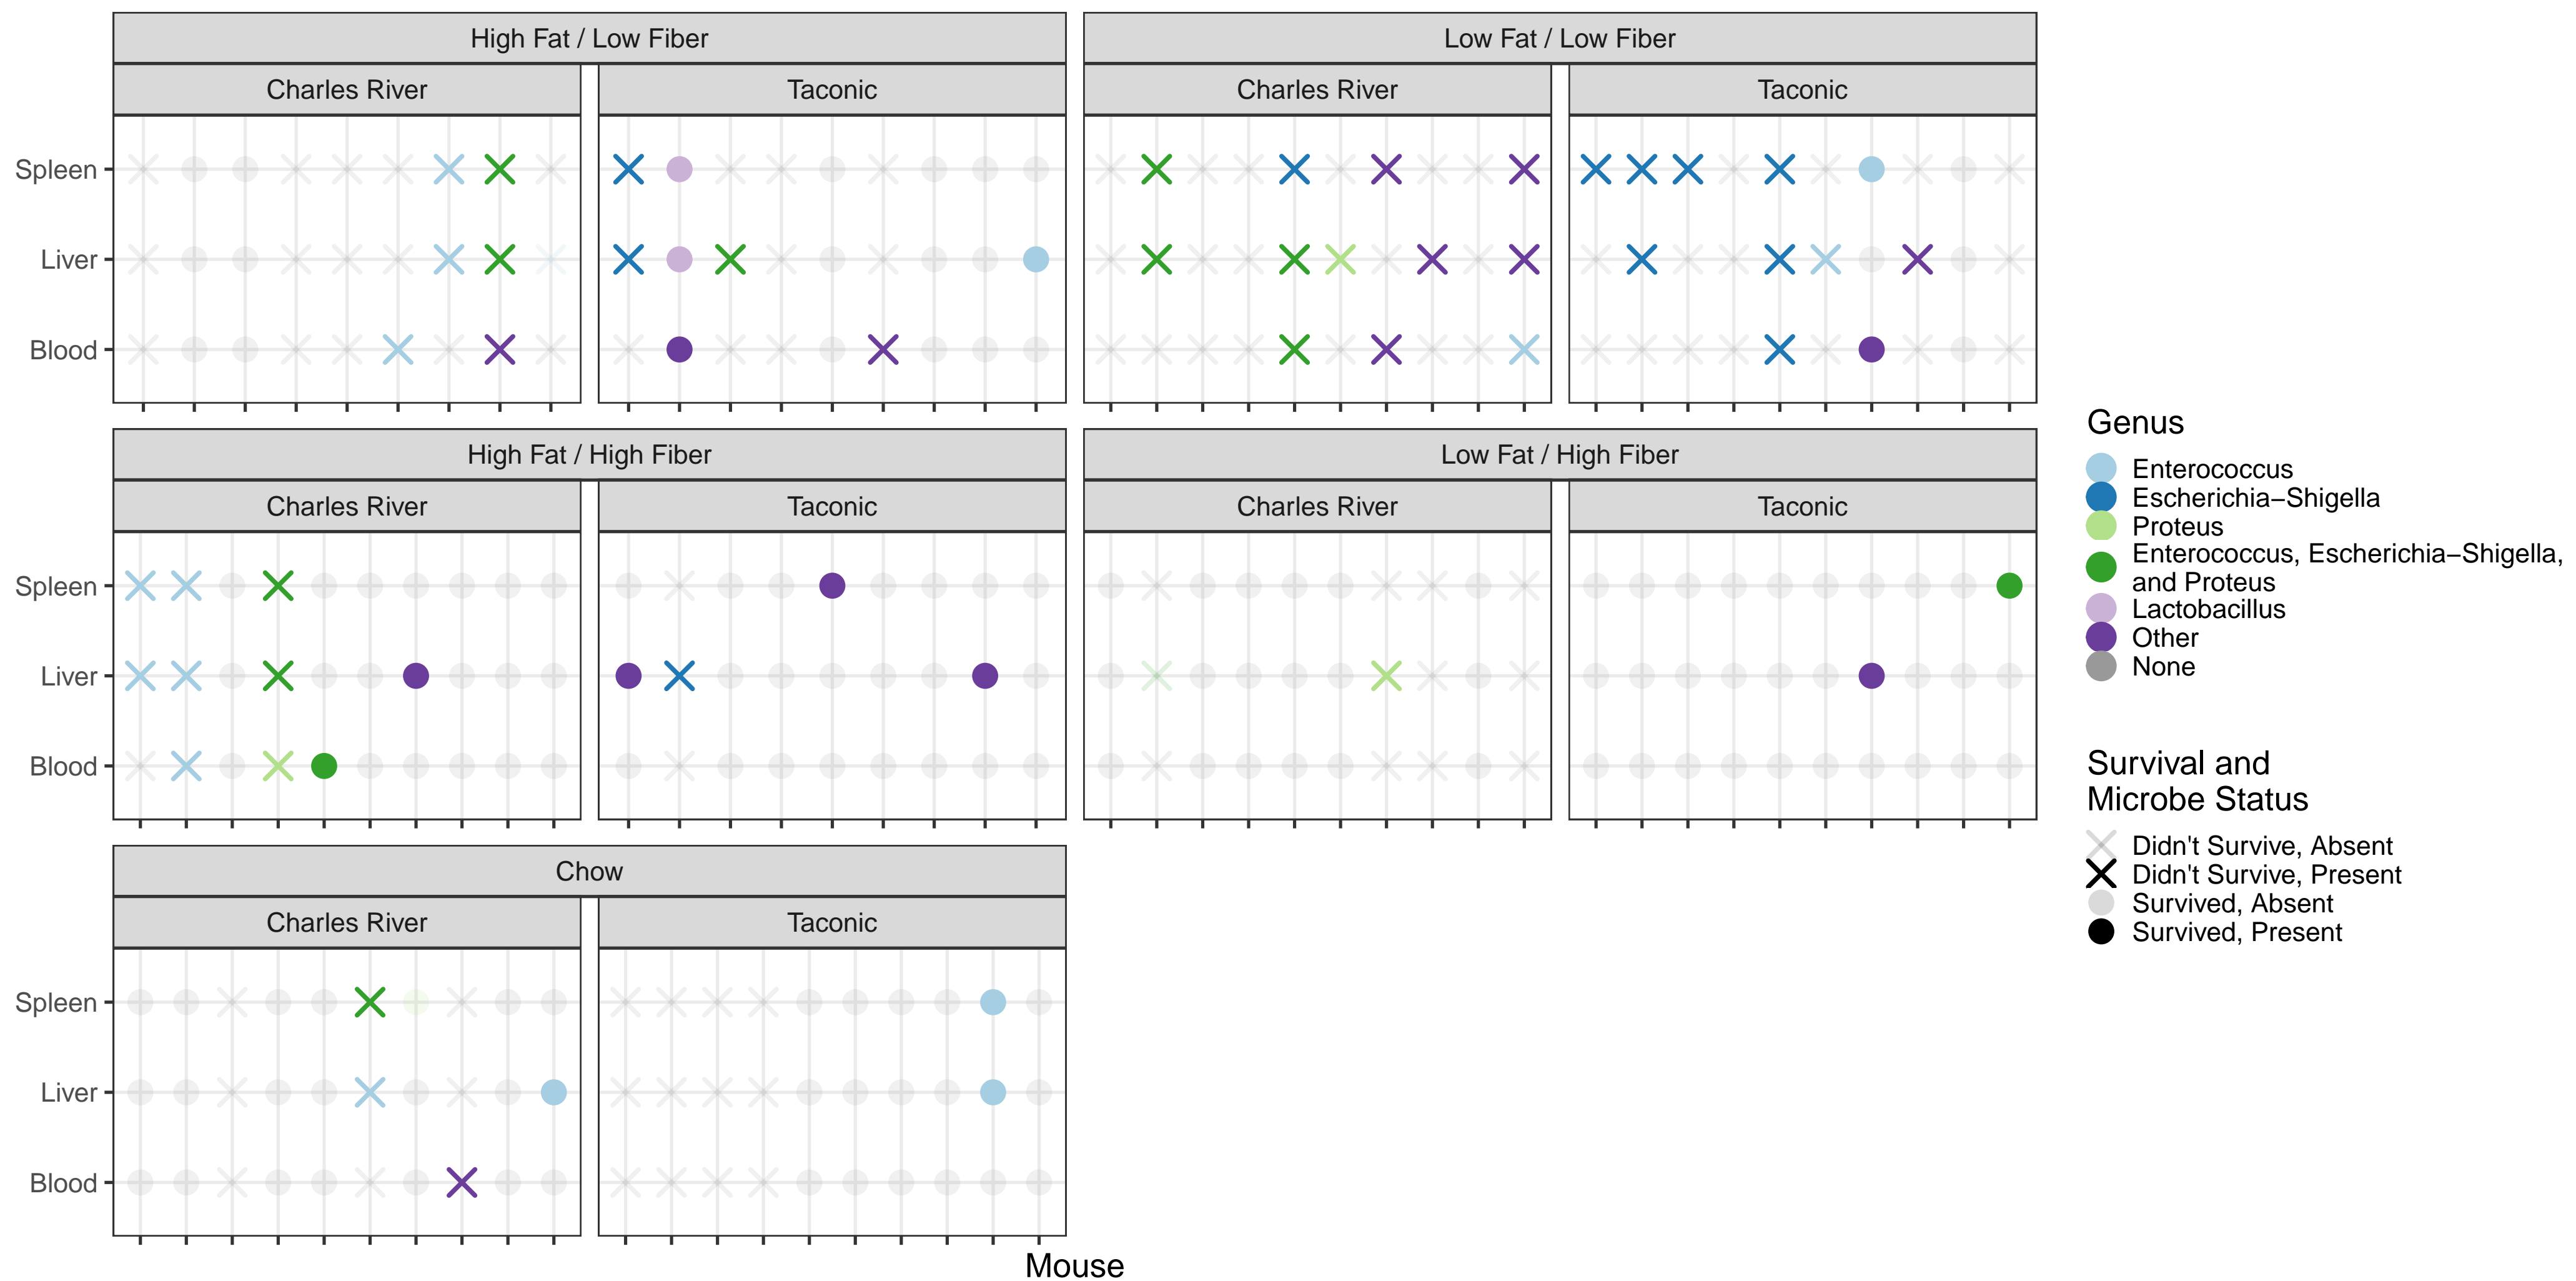 High Fat / Low Fiber
Low Fat / Low Fiber
Charles River
Taconic
Charles River
Taconic
Spleen
Liver
Blood
High Fat / High Fiber
Low Fat / High Fiber
Charles River
Taconic
Charles River
Taconic
Spleen
Liver
Blood
Chow
Charles River
Taconic
Spleen
Liver
Blood
Mouse
Genus
Enterococcus
Escherichia−Shigella
Proteus
Enterococcus, Escherichia−Shigella,
and Proteus
Lactobacillus
Other
None
Survival and
Microbe Status
Didn't Survive, Absent
Didn't Survive, Present
Survived, Absent
Survived, Present